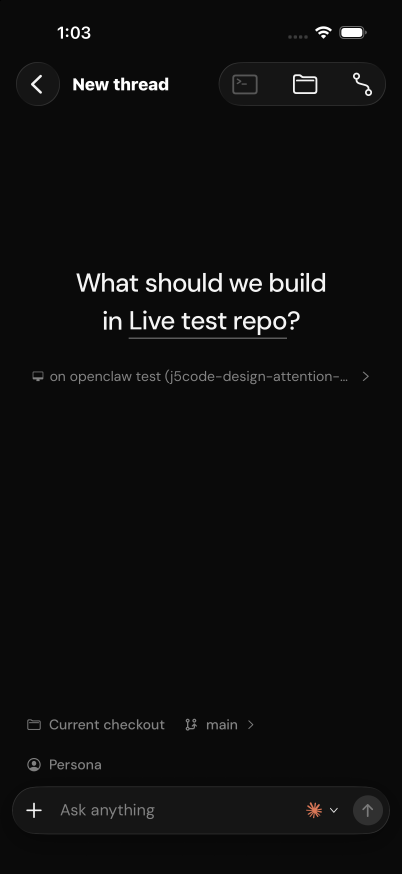 1:03
New thread
What should we build
in Live test repo?
on openclaw test (j5code-design-attention-...
Current checkout main
Persona
Ask anything